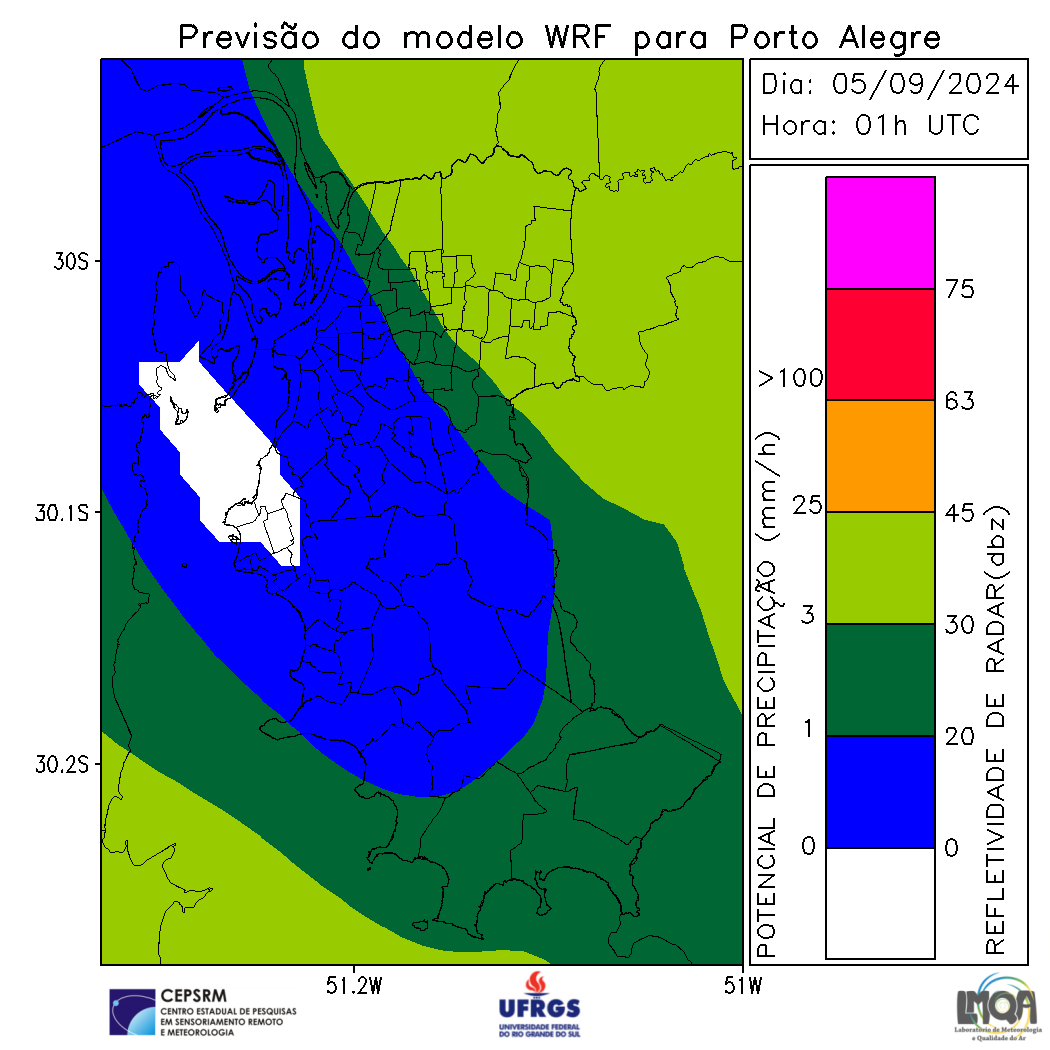 Previsão do modelo WRF para Porto Alegre
Dia: 05/09/2024
Hora: 01h UTC
30S
30.1S
30.2S
51.2W
51W
POTENCIAL DE PRECIPITAÇÃO (mm/h)
>100
25
3
1
0
75
63
45
30
20
0
REFLETIVIDADE DE RADAR(dbz)
CEPSRM
CENTRO ESTADUAL DE PESQUISAS
EM SENSORIAMENTO REMOTO
E METEOROLOGIA
UFRGS
UNIVERSIDADE FEDERAL
DO RIO GRANDE DO SUL
LMQA
Laboratório de Meteorologia
e Qualidade do Ar